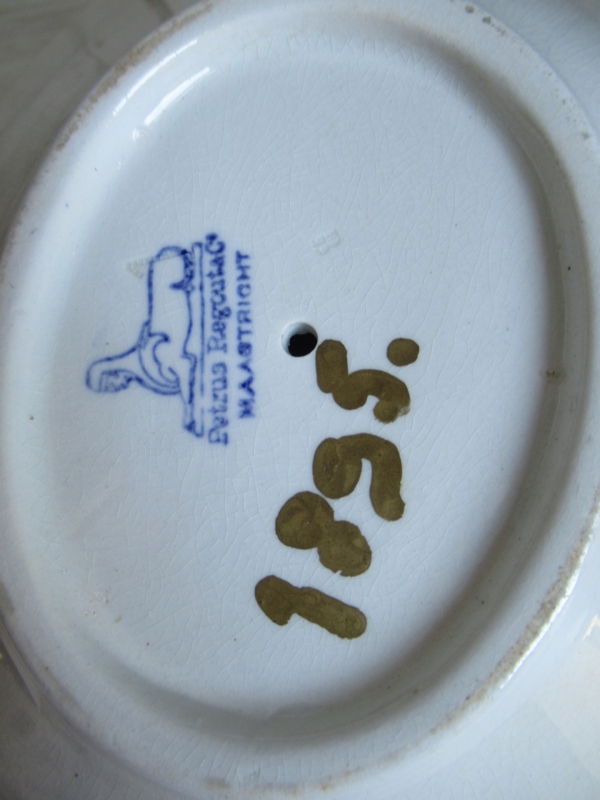 Petrus Regout & Co
MAASTRICHT
1895.